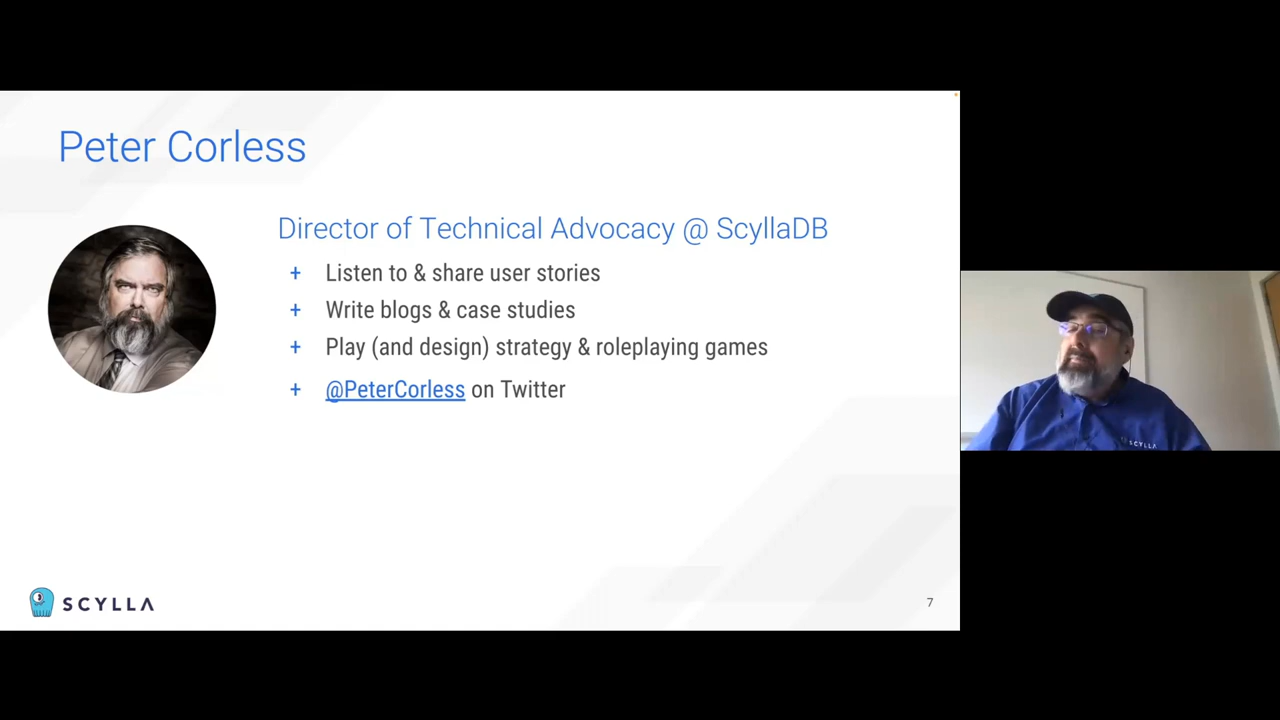 Peter Corless
Director of Technical Advocacy @ ScyllaDB
+ Listen to & share user stories
+ Write blogs & case studies
+ Play (and design) strategy & roleplaying games
+ @PeterCorless on Twitter
SCYLLA
SCYLLA
7